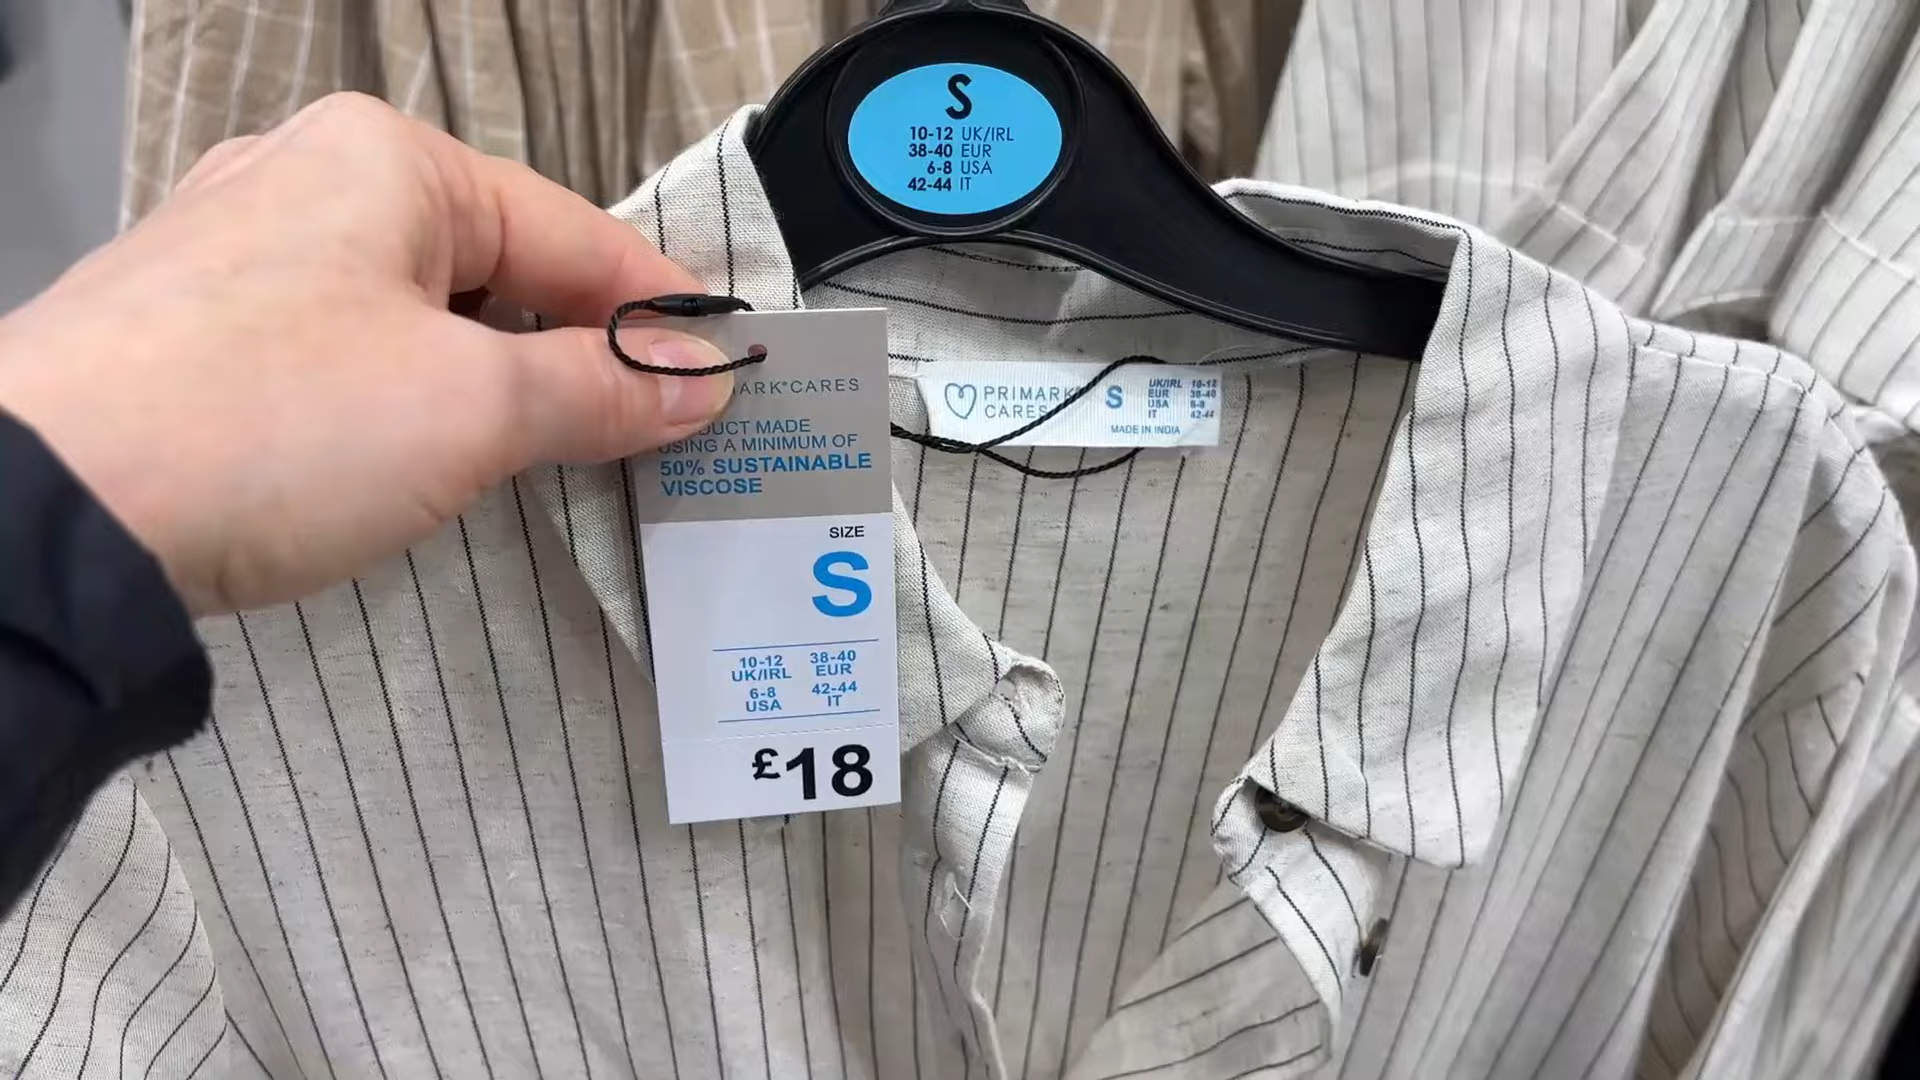 S
10-12 UK/IRL
38-40 EUR
6-8 USA
42-44 IT
ARK®CARES
UCT MADE
USING A MINIMUM OF
50% SUSTAINABLE
VISCOSE
SIZE
S
10-12 38-40
UK/IRL EUR
6-8 42-44
USA IT
£18
PRIMARK®
CARES
S
UK/IRL 10-12
EUR 38-40
USA 6-8
IT 42-44
MADE IN INDIA